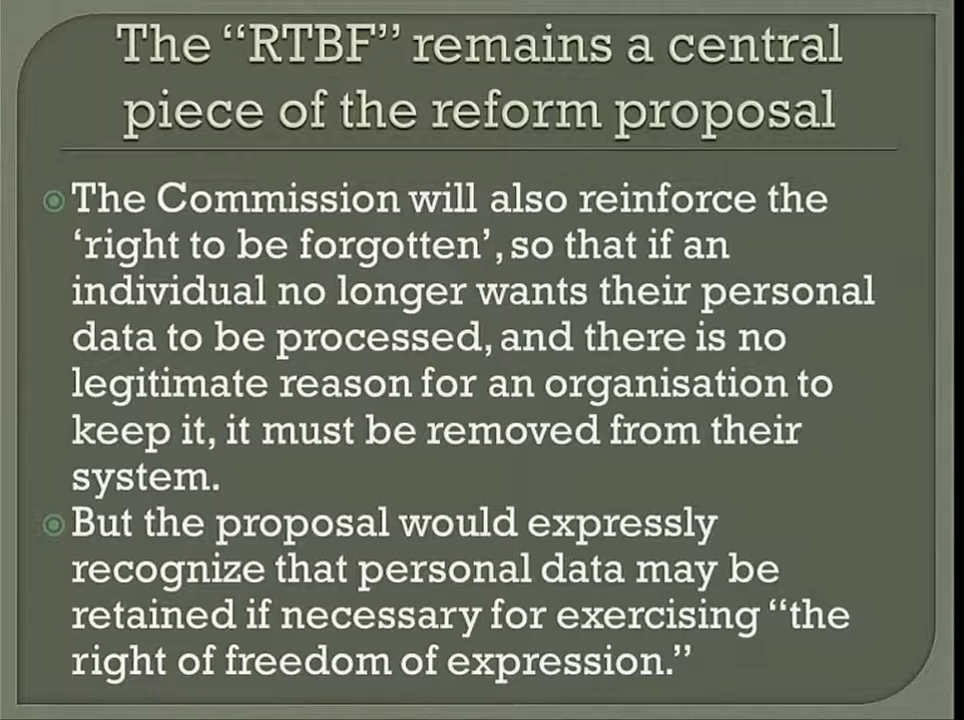 The “RTBF” remains a central
piece of the reform proposal
The Commission will also reinforce the
‘right to be forgotten’, so that if an
individual no longer wants their personal
data to be processed, and there is no
legitimate reason for an organisation to
keep it, it must be removed from their
system.
But the proposal would expressly
recognize that personal data may be
retained if necessary for exercising “the
right of freedom of expression.”